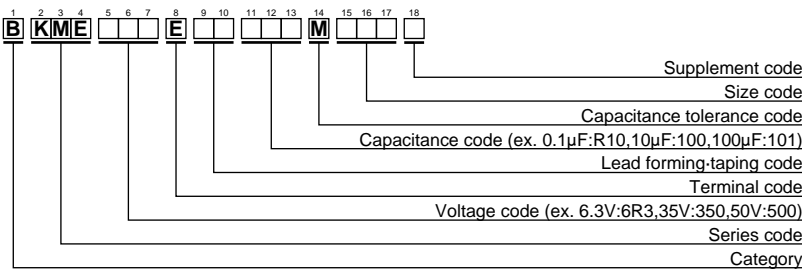 1 2 3 4 5 6 7 8 9 10 11 12 13 14 15 16 17 18
B KME E M
Supplement code
Size code
Capacitance tolerance code
Capacitance code (ex. 0.1µF:R10,10µF:100,100µF:101)
Lead forming·taping code
Terminal code
Voltage code (ex. 6.3V:6R3,35V:350,50V:500)
Series code
Category